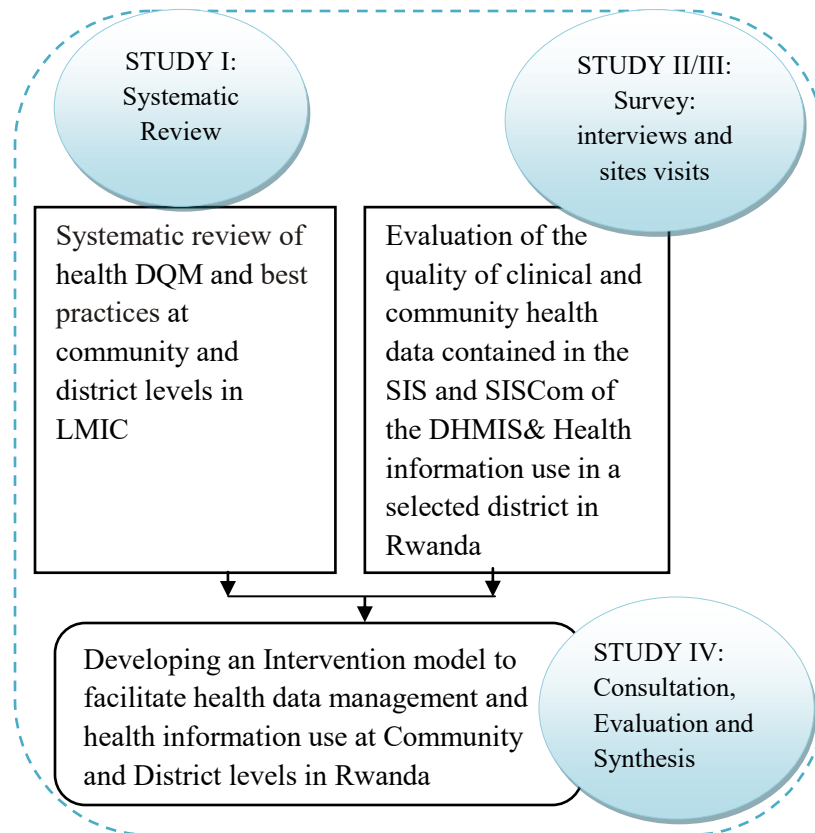 STUDY I:
Systematic
Review
STUDY II/III:
Survey:
interviews and
sites visits
Systematic review of
health DQM and best
practices at
community and
district levels in
LMIC
Evaluation of the
quality of clinical and
community health
data contained in the
SIS and SISCom of
the DHMIS& Health
information use in a
selected district in
Rwanda
Developing an Intervention model to
facilitate health data management and
health information use at Community
and District levels in Rwanda
STUDY IV:
Consultation,
Evaluation and
Synthesis